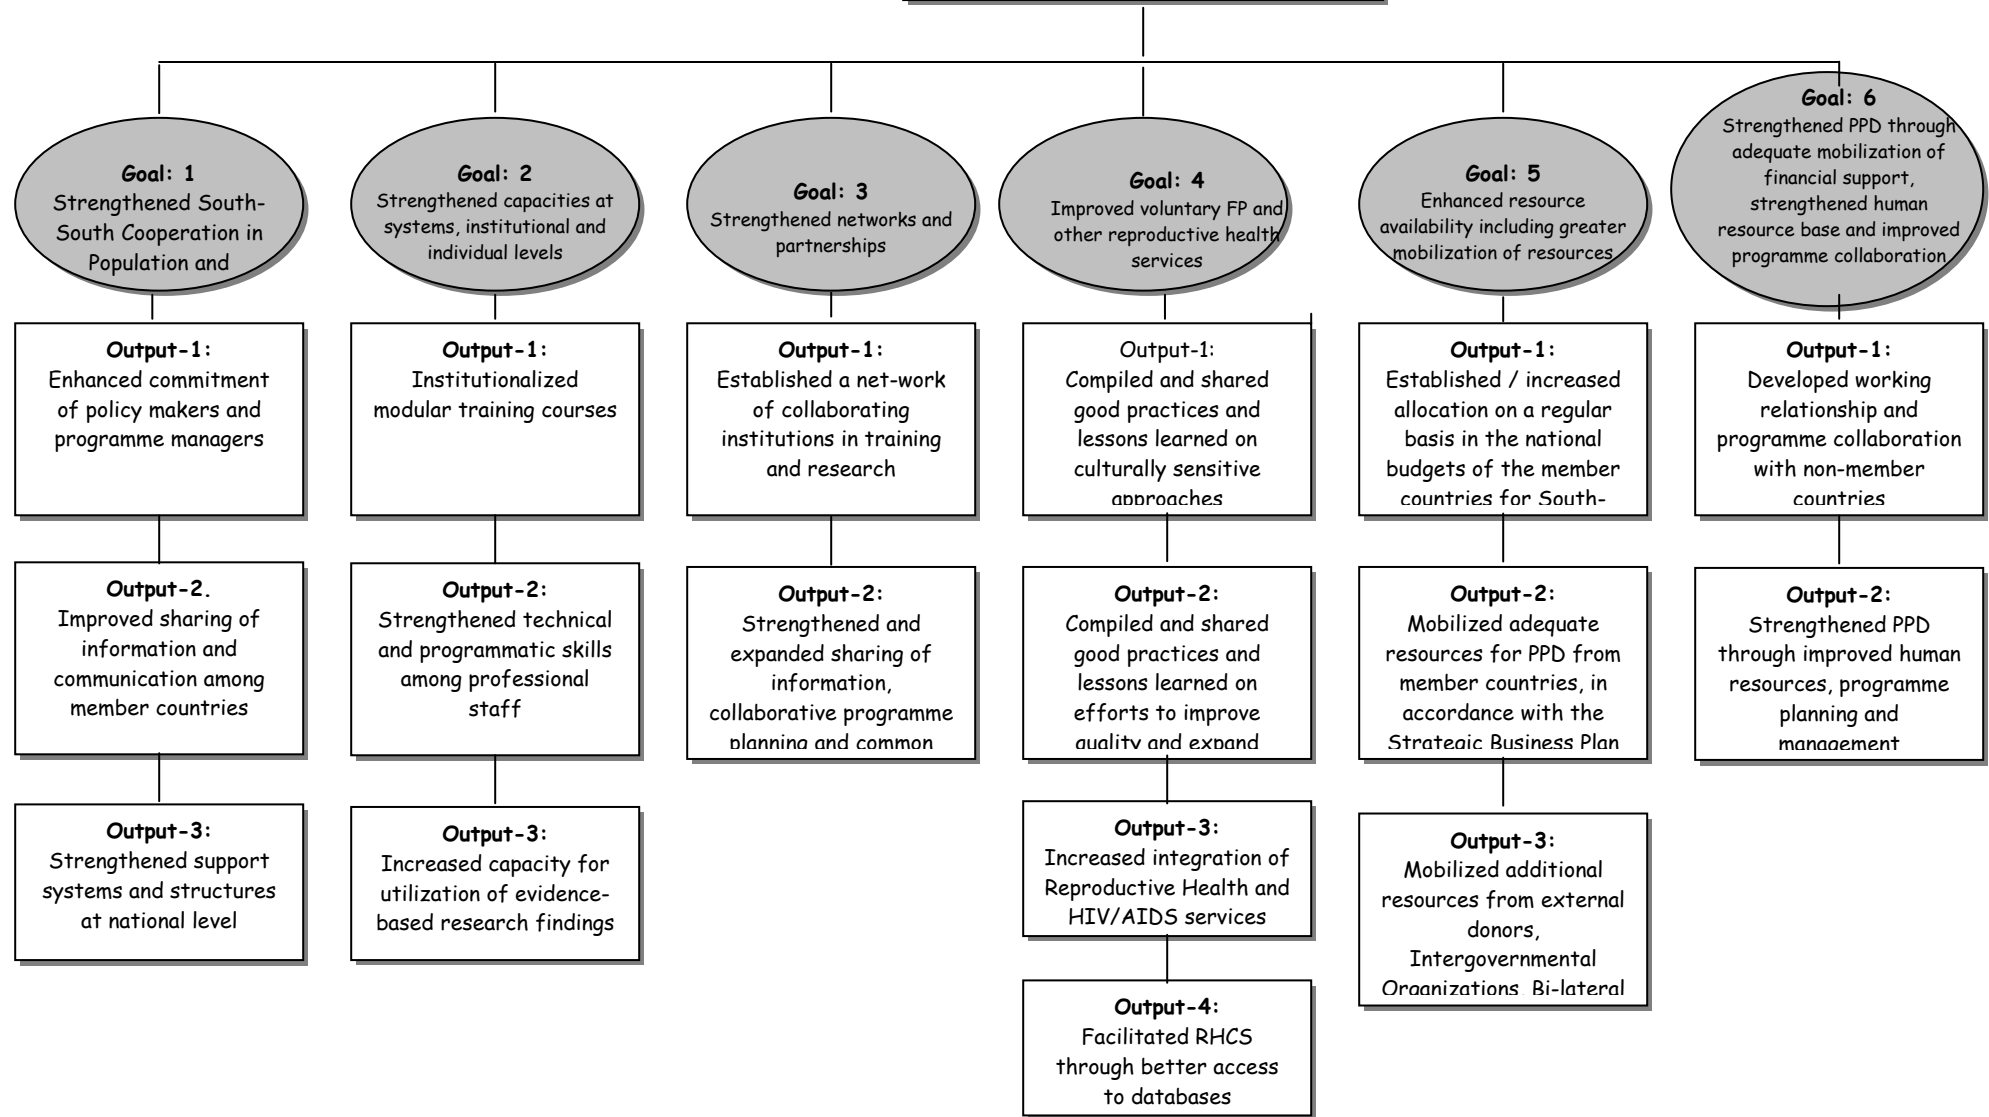 Goal: 1
Strengthened South-
South Cooperation in
Population and
Output-1:
Enhanced commitment
of policy makers and
programme managers
Output-2.
Improved sharing of
information and
communication among
member countries
Output-3:
Strengthened support
systems and structures
at national level
Goal: 2
Strengthened capacities at
systems, institutional and
individual levels
Output-1:
Institutionalized
modular training courses
Output-2:
Strengthened technical
and programmatic skills
among professional
staff
Output-3:
Increased capacity for
utilization of evidence-
based research findings
Goal: 3
Strengthened networks and
partnerships
Output-1:
Established a net-work
of collaborating
institutions in training
and research
Output-2:
Strengthened and
expanded sharing of
information,
collaborative programme
planning and common
Goal: 4
Improved voluntary FP and
other reproductive health
services
Output-1:
Compiled and shared
good practices and
lessons learned on
culturally sensitive
approaches
Output-2:
Compiled and shared
good practices and
lessons learned on
efforts to improve
quality and expand
Output-3:
Increased integration of
Reproductive Health and
HIV/AIDS services
Output-4:
Facilitated RHCS
through better access
to databases
Goal: 5
Enhanced resource
availability including greater
mobilization of resources
Output-1:
Established / increased
allocation on a regular
basis in the national
budgets of the member
countries for South-
Output-2:
Mobilized adequate
resources for PPD from
member countries, in
accordance with the
Strategic Business Plan
Output-3:
Mobilized additional
resources from external
donors,
Intergovernmental
Organizations, Bi-lateral
Goal: 6
Strengthened PPD through
adequate mobilization of
financial support,
strengthened human
resource base and improved
programme collaboration
Output-1:
Developed working
relationship and
programme collaboration
with non-member
countries
Output-2:
Strengthened PPD
through improved human
resources, programme
planning and
management